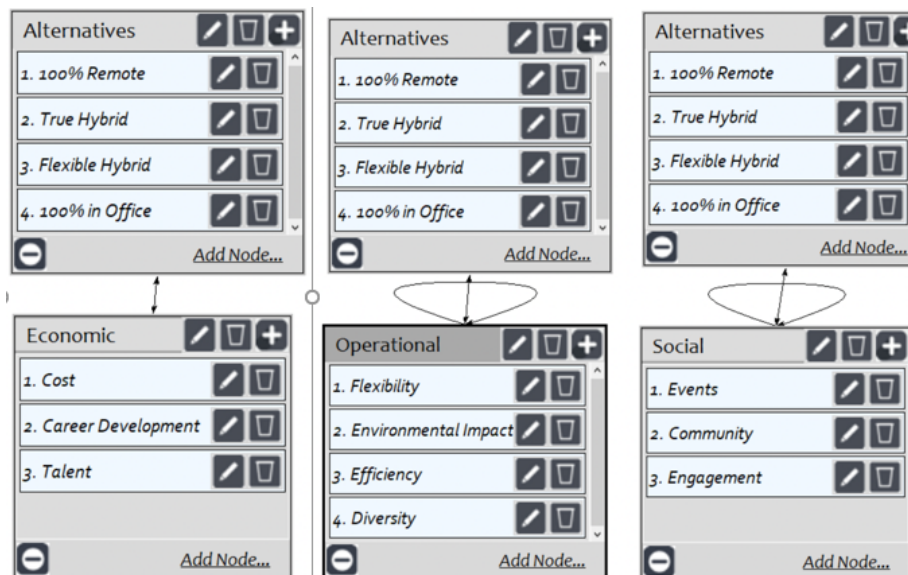 Alternatives
1. 100% Remote
2. True Hybrid
3. Flexible Hybrid
4. 100% in Office
Add Node...
Economic
1. Cost
2. Career Development
3. Talent
Add Node...
Alternatives
1. 100% Remote
2. True Hybrid
3. Flexible Hybrid
4. 100% in Office
Add Node...
Operational
1. Flexibility
2. Environmental Impact
3. Efficiency
4. Diversity
Add Node...
Alternatives
1. 100% Remote
2. True Hybrid
3. Flexible Hybrid
4. 100% in Office
Add Node...
Social
1. Events
2. Community
3. Engagement
Add Node...